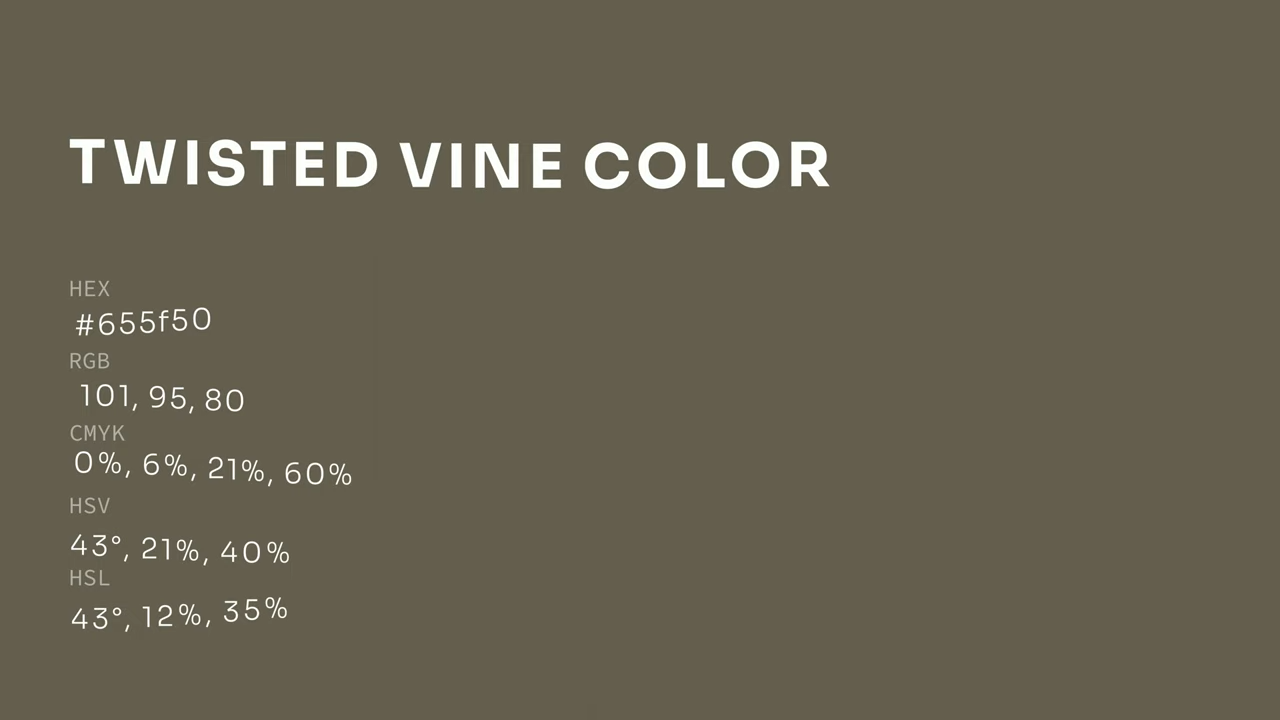 TWISTED VINE COLOR
HEX
#655f50
RGB
101, 95, 80
CMYK
0%, 6%, 21%, 60%
HSV
43°, 21%, 40%
HSL
43°, 12%, 35%